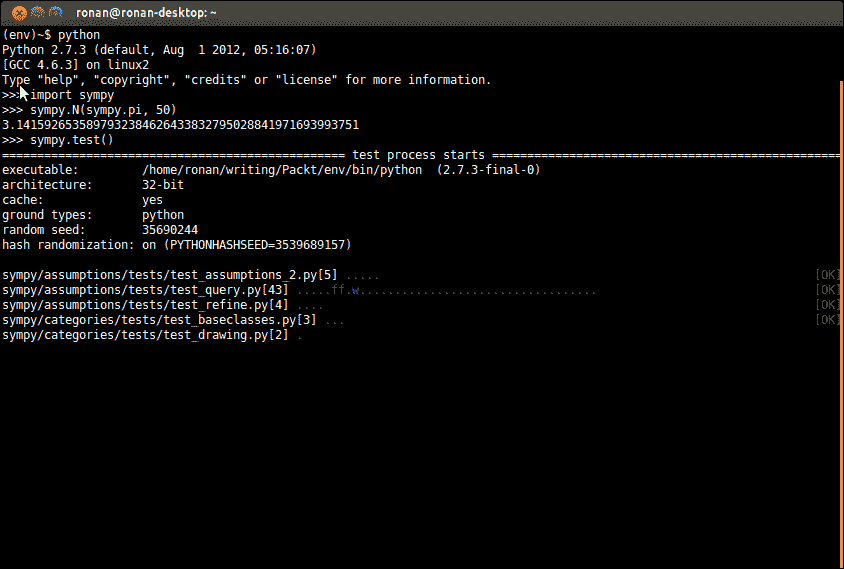 ronan@ronan-desktop: ~
(env)~$ python
Python 2.7.3 (default, Aug  1 2012, 05:16:07)
[GCC 4.6.3] on linux2
Type "help", "copyright", "credits" or "license" for more information.
>>> import sympy
>>> sympy.N(sympy.pi, 50)
3.1415926535897932384626433832795028841971693993751
>>> sympy.test()
================================================= test process starts ==================================================
executable:         /home/ronan/writing/Packt/env/bin/python  (2.7.3-final-0)
architecture:       32-bit
cache:              yes
ground types:       python
random seed:        35690244
hash randomization: on (PYTHONHASHSEED=3539689157)
sympy/assumptions/tests/test_assumptions_2.py[5] ..... [OK]
sympy/assumptions/tests/test_query.py[43] .....ff.w.................................. [OK]
sympy/assumptions/tests/test_refine.py[4] .... [OK]
sympy/categories/tests/test_baseclasses.py[3] ... [OK]
sympy/categories/tests/test_drawing.py[2] .